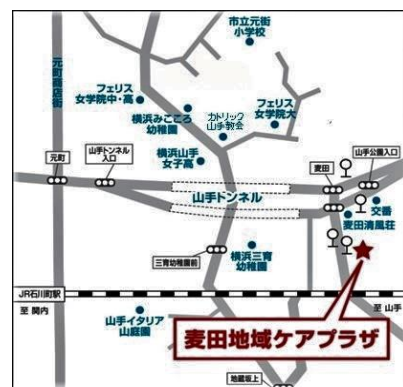 市立元街
小学校
元町商店街
フェリス
女学院中・高
横浜みこころ
幼稚園
カトリック
山手教会
フェリス
女学院大
元町
山手トンネル
入口
横浜山手
女子高
麦田
山手公園入口
山手トンネル
交番
麦田清風荘
三育幼稚園前
横浜三育
幼稚園
JR石川町駅
至 関内
山手イタリア
山庭園
至 山手
麦田地域ケアプラザ
地蔵坂上